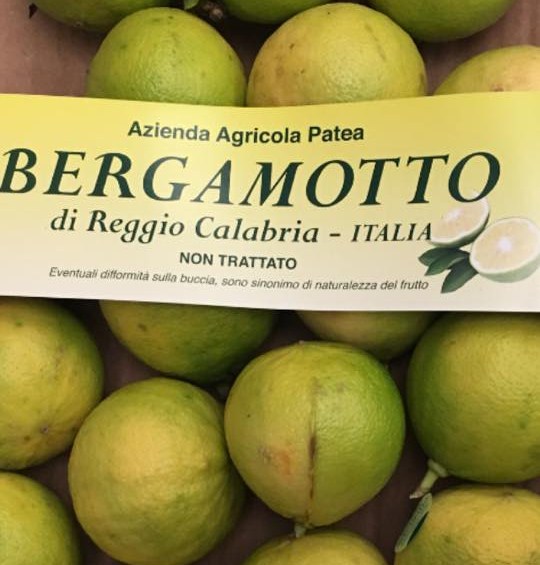 Azienda Agricola Patea
BERGAMOTTO
di Reggio Calabria - ITALIA
NON TRATTATO
Eventuali difformità sulla buccia, sono sinonimo di naturalezza del frutto